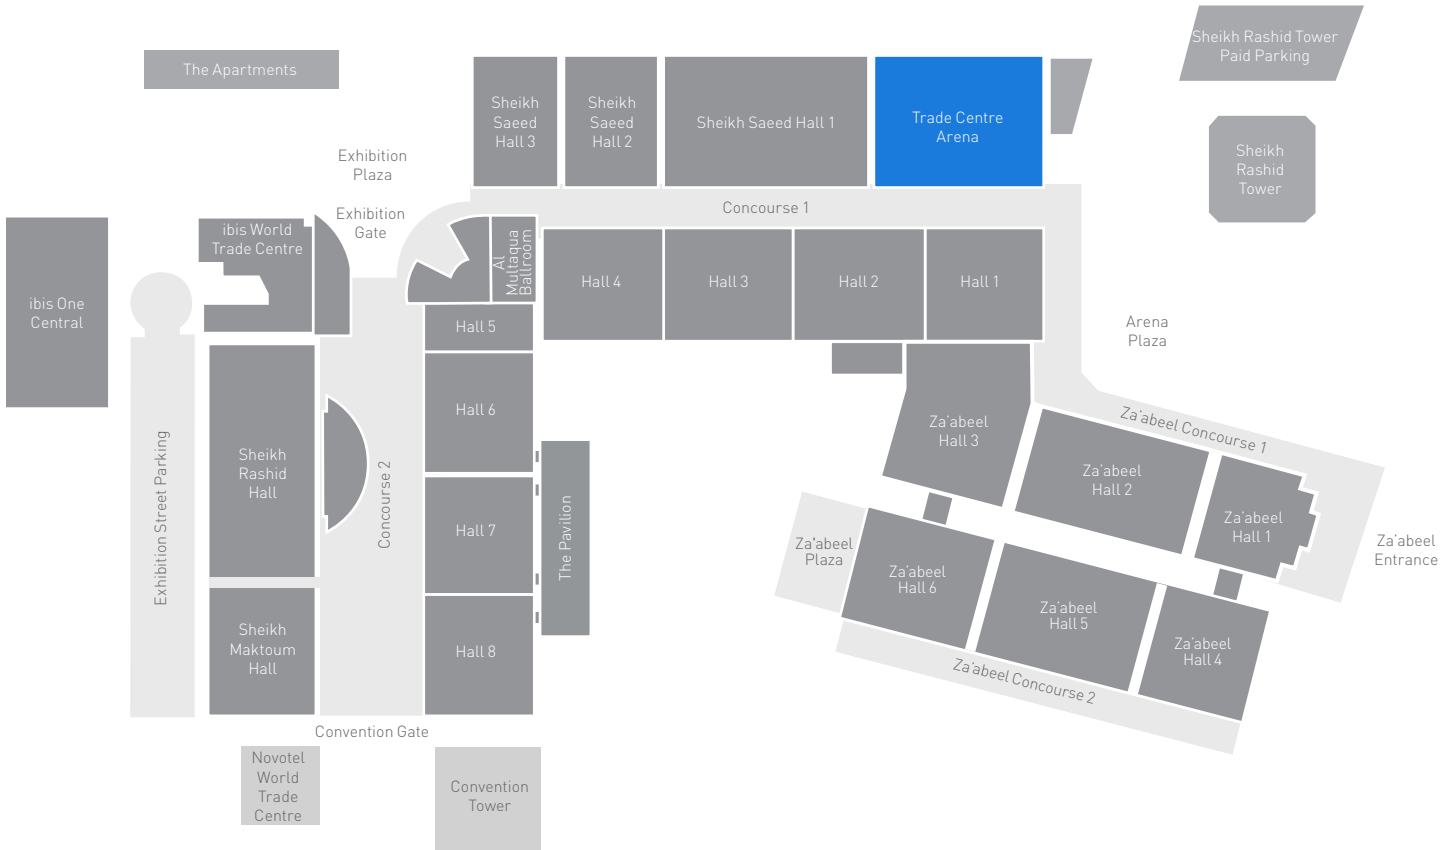 Sheikh Rashid Tower
Paid Parking
The Apartments
Sheikh
Saeed
Hall 3
Sheikh
Saeed
Hall 2
Sheikh Saeed Hall 1
Trade Centre
Arena
Sheikh
Rashid
Tower
Exhibition
Plaza
Exhibition
Gate
Concourse 1
ibis World
Trade Centre
Al
Multaqua
Ballroom
ibis One
Central
Hall 4
Hall 3
Hall 2
Hall 1
Hall 5
Arena
Plaza
Hall 6
Za'abeel
Hall 3
Za'abeel Concourse 1
Sheikh
Rashid
Hall
Za'abeel
Hall 2
Exhibition Street Parking
Concourse 2
Hall 7
The Pavilion
Za'abeel
Plaza
Za'abeel
Hall 1
Za'abeel
Entrance
Za'abeel
Hall 6
Za'abeel
Hall 5
Za'abeel
Hall 4
Sheikh
Maktoum
Hall
Hall 8
Za'abeel Concourse 2
Convention Gate
Novotel
World
Trade
Centre
Convention
Tower